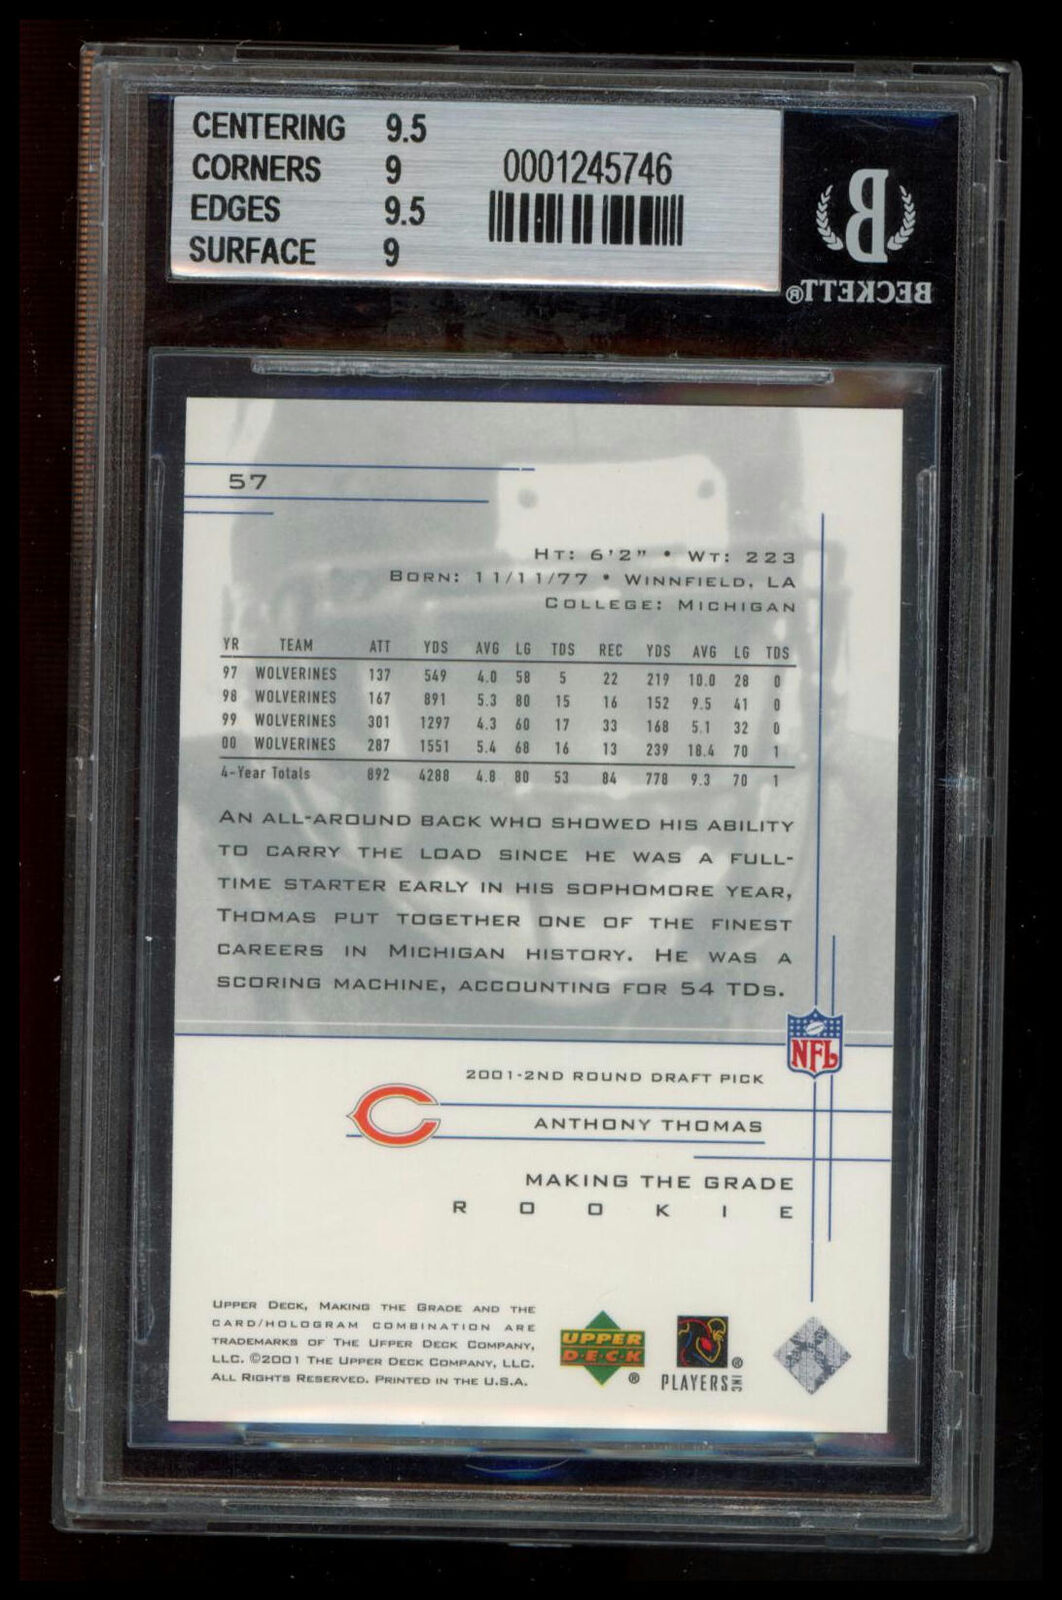 CENTERING 9.5
CORNERS 9
EDGES 9.5
SURFACE 9
0001245746
B
BECKETT®
57
HT: 6'2" • WT: 223
BORN: 11/11/77 • WINNFIELD, LA
COLLEGE: MICHIGAN
YR TEAM ATT YDS AVG LG TDS REC YDS AVG LG TDS
97 WOLVERINES 137 549 4.0 58 5 22 219 10.0 28 0
98 WOLVERINES 167 891 5.3 80 15 16 152 9.5 41 0
99 WOLVERINES 301 1297 4.3 60 17 33 168 5.1 32 0
00 WOLVERINES 287 1551 5.4 68 16 13 239 18.4 70 1
4-Year Totals 892 4288 4.8 80 53 84 778 9.3 70 1
AN ALL-AROUND BACK WHO SHOWED HIS ABILITY
TO CARRY THE LOAD SINCE HE WAS A FULL-
TIME STARTER EARLY IN HIS SOPHOMORE YEAR,
THOMAS PUT TOGETHER ONE OF THE FINEST
CAREERS IN MICHIGAN HISTORY. HE WAS A
SCORING MACHINE, ACCOUNTING FOR 54 TDS.
NFL
2001-2ND ROUND DRAFT PICK
ANTHONY THOMAS
MAKING THE GRADE
ROOKIE
UPPER DECK, MAKING THE GRADE AND THE
CARD/HOLOGRAM COMBINATION ARE
TRADEMARKS OF THE UPPER DECK COMPANY,
LLC. ©2001 THE UPPER DECK COMPANY, LLC.
ALL RIGHTS RESERVED. PRINTED IN THE U.S.A.
UPPER
DECK
®
PLAYERS INC
®